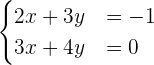 2x + 3y = −1
3x + 4y = 0